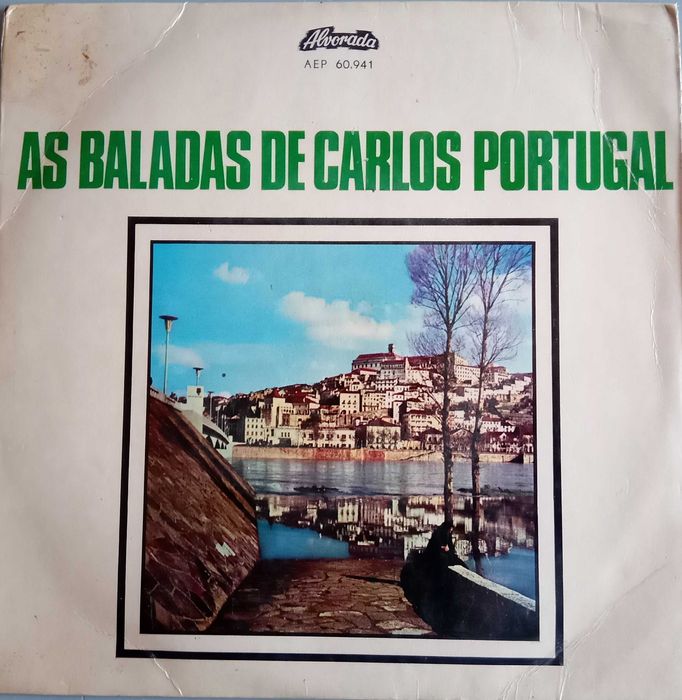 Alvorada
AEP 60.941
AS BALADAS DE CARLOS PORTUGAL